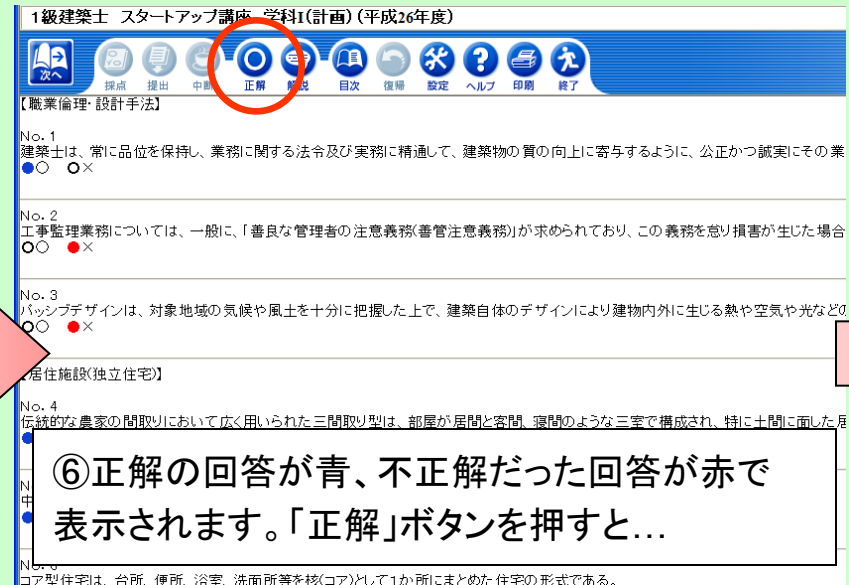 1級建築士 スタートアップ講座 学科I(計画)(平成26年度)
次へ 採点 提出 中断 正解 解説 目次 復帰 設定 ヘルプ 印刷 終了
【職業倫理・設計手法】
No. 1
建築士は、常に品位を保持し、業務に関する法令及び実務に精通して、建築物の質の向上に寄与するように、公正かつ誠実にその業
●○ ○×
No. 2
工事監理業務については、一般に、「善良な管理者の注意義務(善管注意義務)」が求められており、この義務を怠り損害が生じた場合
○○ ●×
No. 3
パッシブデザインは、対象地域の気候や風土を十分に把握した上で、建築自体のデザインにより建物内外に生じる熱や空気や光などの
○○ ●×
居住施設(独立住宅)】
No. 4
伝統的な農家の間取りにおいて広く用いられた三間取り型は、部屋が居間と客間、寝間のような三室で構成され、特に土間に面した居
⑥正解の回答が青、不正解だった回答が赤で
表示されます。「正解」ボタンを押すと…
No. 6
コア型住宅は、台所、便所、浴室、洗面所等を核(コア)として1か所にまとめた住宅の形式である。